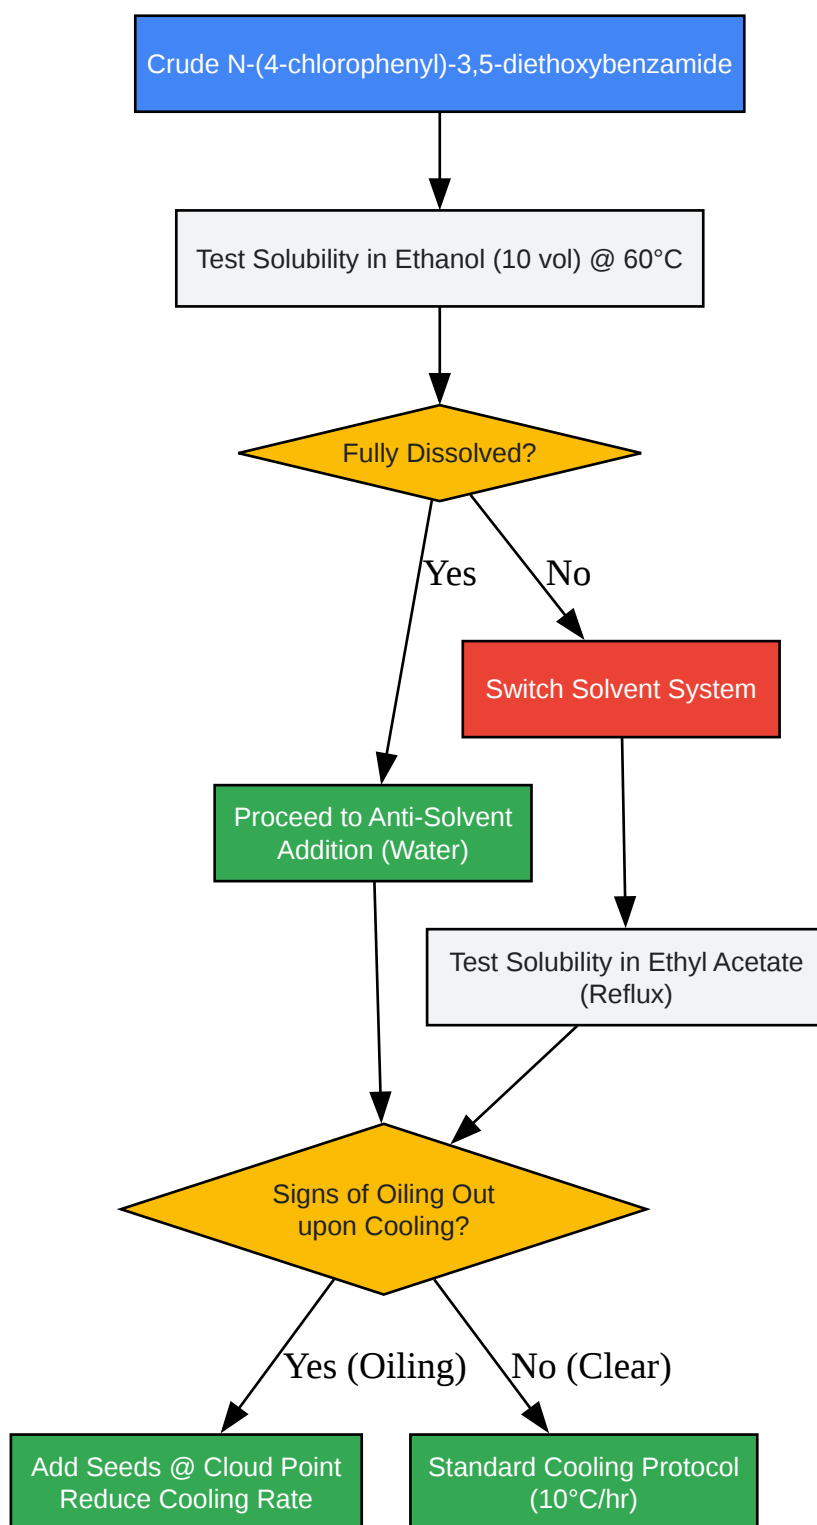 Crude N-(4-chlorophenyl)-3,5-diethoxybenzamide
Test Solubility in Ethanol (10 vol) @ 60°C
Fully Dissolved?
Yes
No
Switch Solvent System
Proceed to Anti-Solvent
Addition (Water)
Test Solubility in Ethyl Acetate
(Reflux)
Signs of Oiling Out
upon Cooling?
Yes (Oiling)
No (Clear)
Add Seeds @ Cloud Point
Reduce Cooling Rate
Standard Cooling Protocol
(10°C/hr)